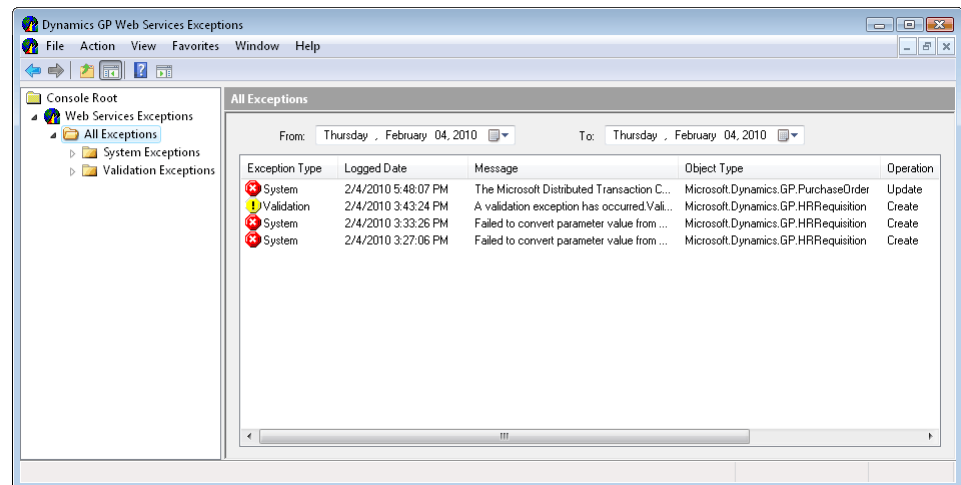 Dynamics GP Web Services Exceptions
File Action View Favorites Window Help
Console Root
Web Services Exceptions
All Exceptions
System Exceptions
Validation Exceptions
All Exceptions
From: Thursday , February 04, 2010 To: Thursday , February 04, 2010
Exception Type Logged Date Message Object Type Operation
System 2/4/2010 5:48:07 PM The Microsoft Distributed Transaction C... Microsoft.Dynamics.GP.PurchaseOrder Update
Validation 2/4/2010 3:43:24 PM A validation exception has occurred.Vali... Microsoft.Dynamics.GP.HRRequisition Create
System 2/4/2010 3:33:26 PM Failed to convert parameter value from ... Microsoft.Dynamics.GP.HRRequisition Create
System 2/4/2010 3:27:06 PM Failed to convert parameter value from ... Microsoft.Dynamics.GP.HRRequisition Create